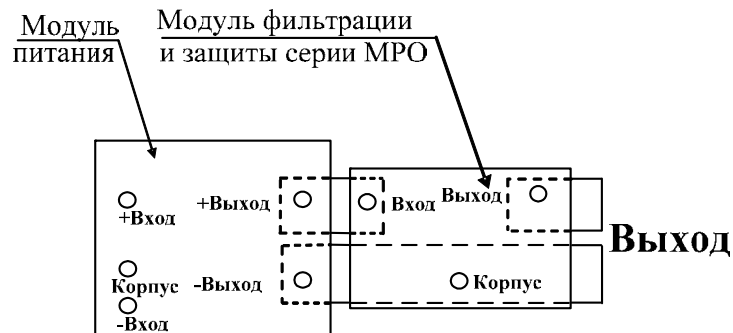 Модуль
питания
Модуль фильтрации
и защиты серии МРО
+Вход
+Выход
Вход
Выход
Выход
Корпус
-Выход
Корпус
-Вход